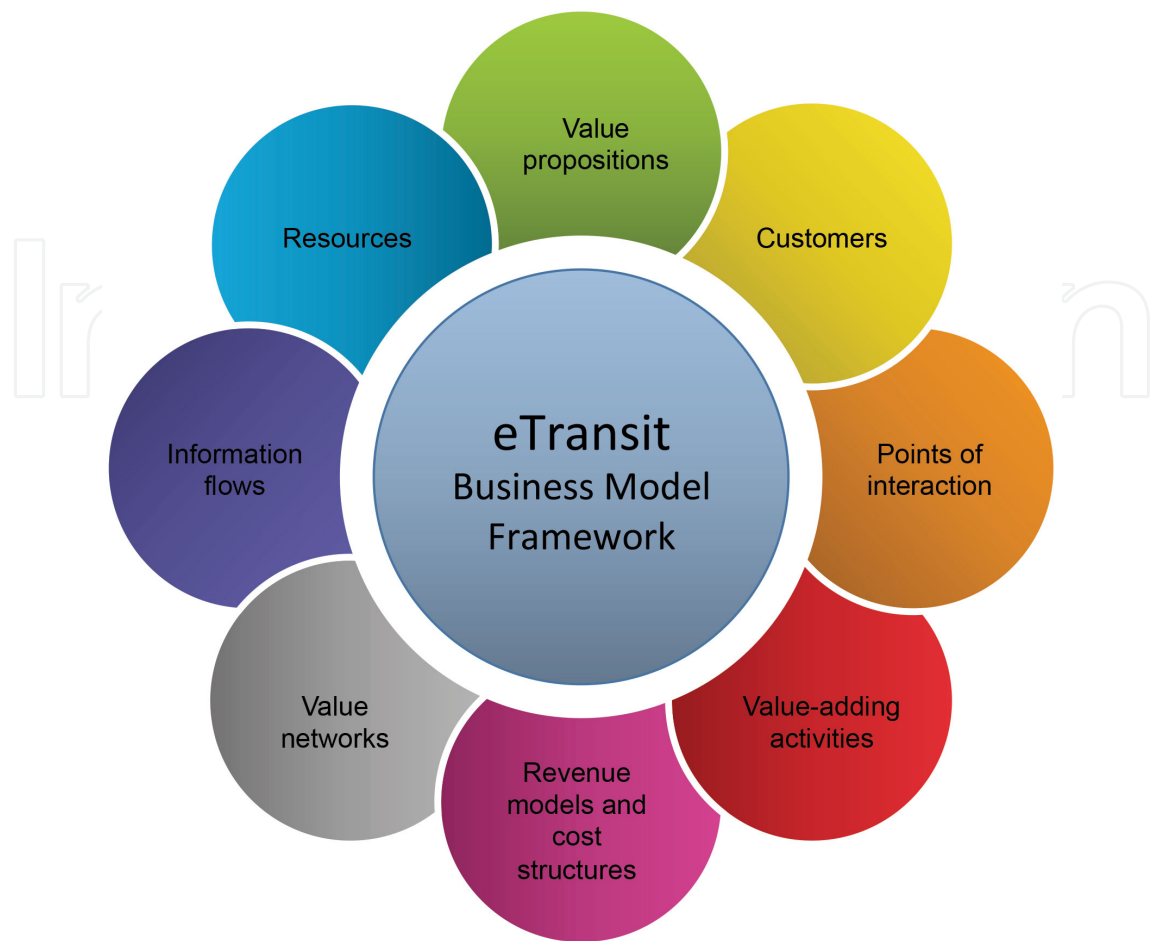 Value
propositions
Customers
Points of
interaction
Value-adding
activities
Revenue
models and
cost
structures
Value
networks
Information
flows
Resources
eTransit
Business Model
Framework